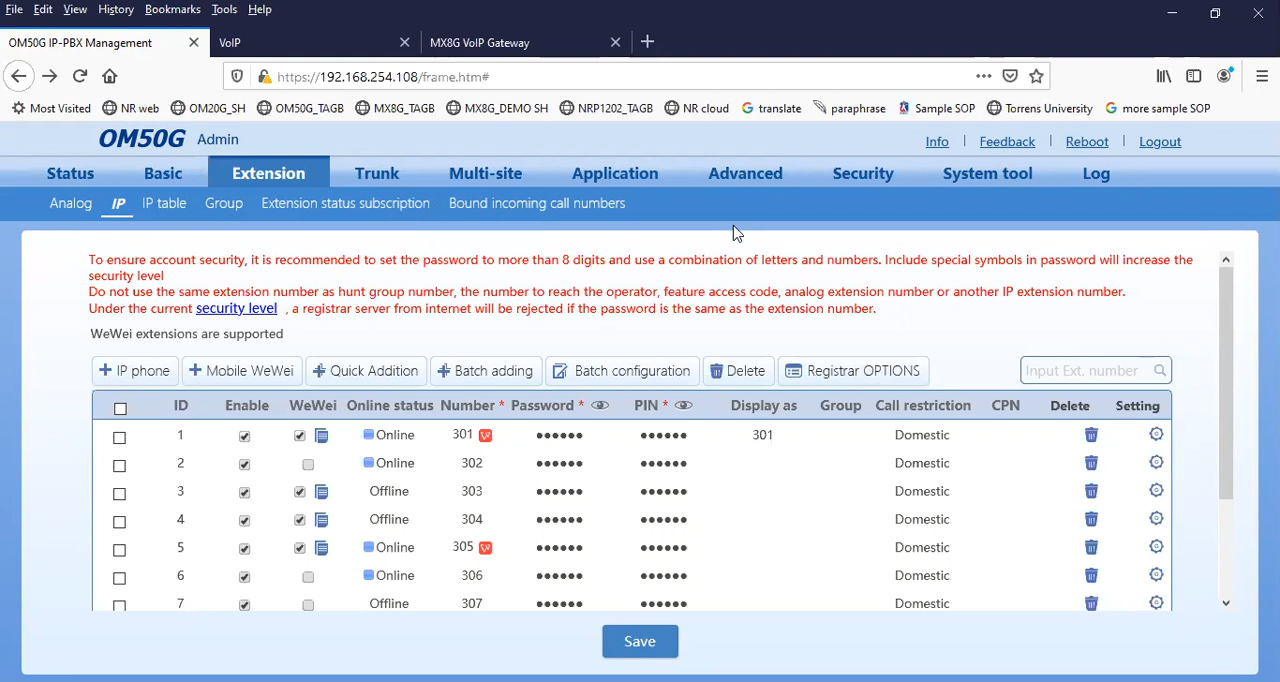 File Edit View History Bookmarks Tools Help
OM50G IP-PBX Management VoIP MX8G VoIP Gateway
https://192.168.254.108/frame.htm#
Most Visited NR web OM20G_SH OM50G_TAGB MX8G_TAGB MX8G_DEMO SH NRP1202_TAGB NR cloud translate paraphrase Sample SOP Torrens University more sample SOP
OM50G Admin Info | Feedback | Reboot | Logout
Status Basic Extension Trunk Multi-site Application Advanced Security System tool Log
Analog IP IP table Group Extension status subscription Bound incoming call numbers
To ensure account security, it is recommended to set the password to more than 8 digits and use a combination of letters and numbers. Include special symbols in password will increase the
security level
Do not use the same extension number as hunt group number, the number to reach the operator, feature access code, analog extension number or another IP extension number.
Under the current security level , a registrar server from internet will be rejected if the password is the same as the extension number.
WeWei extensions are supported
+ IP phone + Mobile WeWei Quick Addition Batch adding Batch configuration Delete Registrar OPTIONS Input Ext. number
ID Enable WeWei Online status Number * Password * PIN * Display as Group Call restriction CPN Delete Setting
1 Online 301 W •••••• •••••• 301 Domestic
2 Online 302 •••••• •••••• Domestic
3 Offline 303 •••••• •••••• Domestic
4 Offline 304 •••••• •••••• Domestic
5 Online 305 W •••••• •••••• Domestic
6 Online 306 •••••• •••••• Domestic
7 Offline 307 •••••• •••••• Domestic
Save